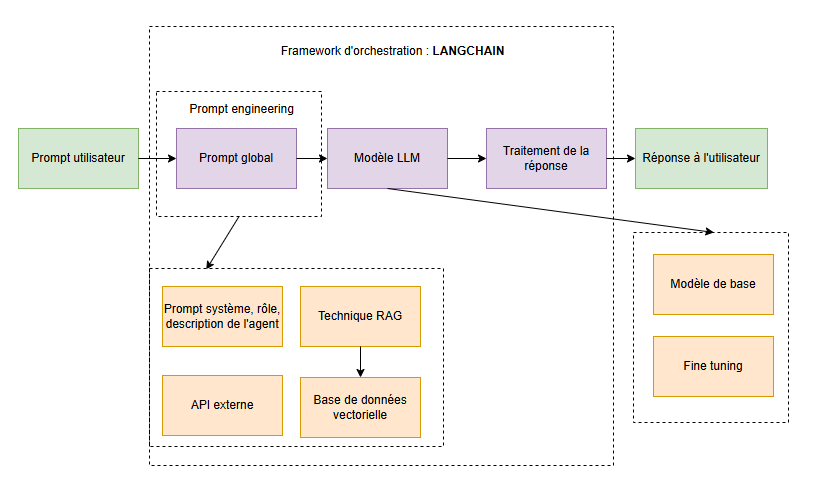 Framework d'orchestration : LANGCHAIN
Prompt engineering
Prompt utilisateur
Prompt global
Modèle LLM
Traitement de la
réponse
Réponse à l'utilisateur
Prompt système, rôle,
description de l'agent
Technique RAG
API externe
Base de données
vectorielle
Modèle de base
Fine tuning